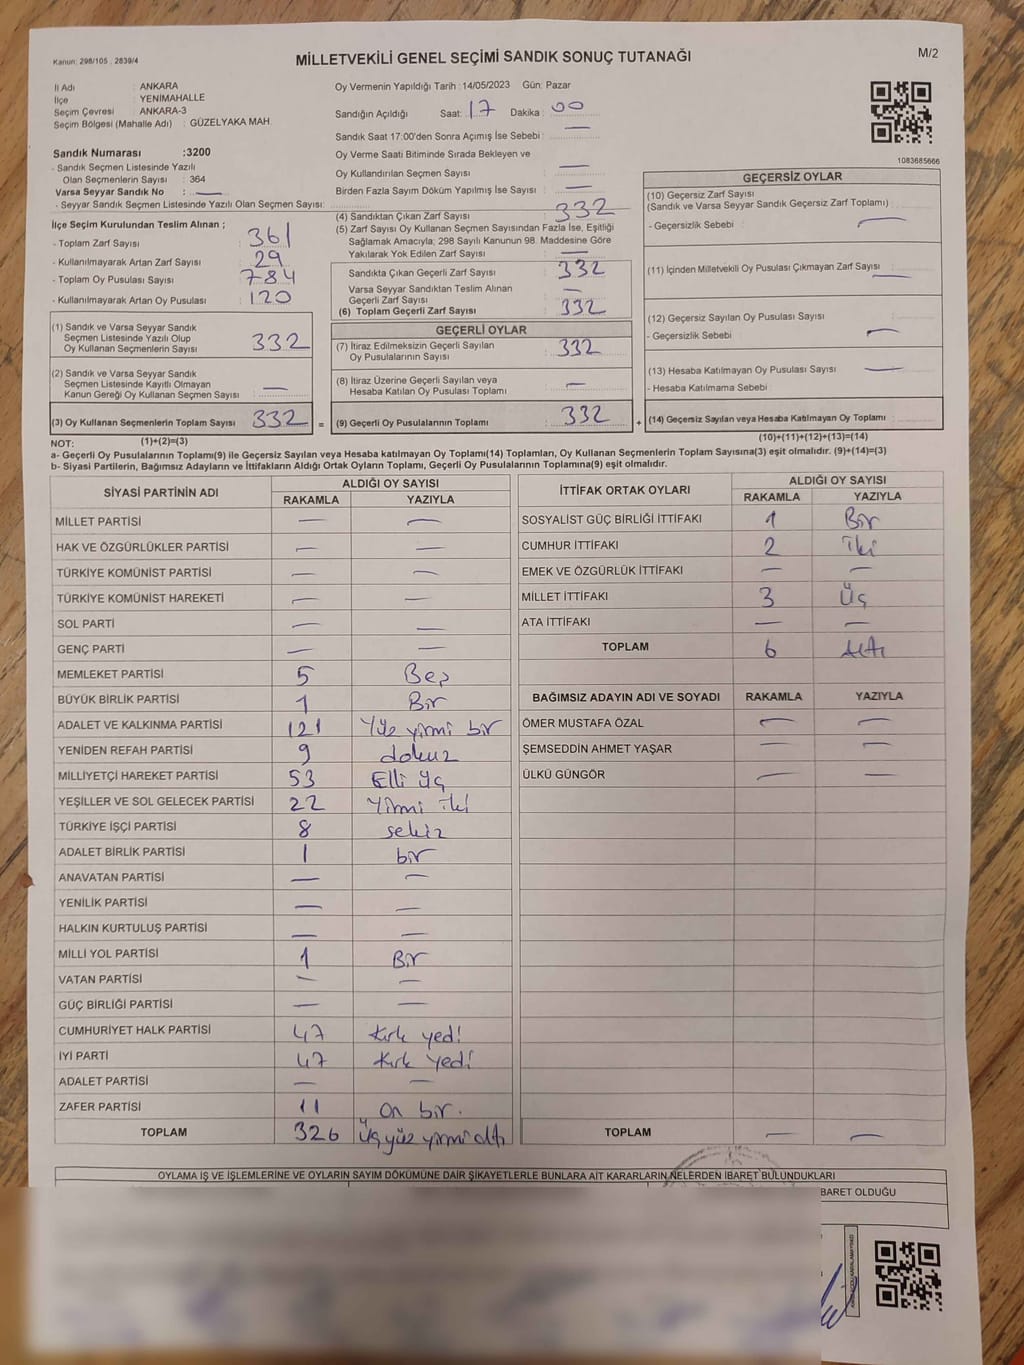 Kanun: 298/105 , 2839/4
MİLLETVEKİLİ GENEL SEÇİMİ SANDIK SONUÇ TUTANAĞI
M/2
İl Adı : ANKARA
İlçe : YENİMAHALLE
Seçim Çevresi : ANKARA-3
Seçim Bölgesi (Mahalle Adı) : GÜZELYAKA MAH.
Oy Vermenin Yapıldığı Tarih : 14/05/2023 Gün: Pazar
Sandığın Açıldığı Saat: 17 Dakika : 00
Sandık Saat 17:00'den Sonra Açımış İse Sebebi : —
Oy Verme Saati Bitiminde Sırada Bekleyen ve
Oy Kullandırılan Seçmen Sayısı : —
Birden Fazla Sayım Döküm Yapılmış İse Sayısı : —
1083685666
Sandık Numarası :3200
- Sandık Seçmen Listesinde Yazılı
Olan Seçmenlerin Sayısı : 364
Varsa Seyyar Sandık No : —
- Seyyar Sandık Seçmen Listesinde Yazılı Olan Seçmen Sayısı:
İlçe Seçim Kurulundan Teslim Alınan ;
- Toplam Zarf Sayısı : 361
- Kullanılmayarak Artan Zarf Sayısı : 29
- Toplam Oy Pusulası Sayısı : 784
- Kullanılmayarak Artan Oy Pusulası : 120
(1) Sandık ve Varsa Seyyar Sandık
Seçmen Listesinde Yazılı Olup
Oy Kullanan Seçmenlerin Sayısı : 332
(2) Sandık ve Varsa Seyyar Sandık
Seçmen Listesinde Kayıtlı Olmayan
Kanun Gereği Oy Kullanan Seçmen Sayısı : —
(3) Oy Kullanan Seçmenlerin Toplam Sayısı : 332 =
(4) Sandıktan Çıkan Zarf Sayısı : 332
(5) Zarf Sayısı Oy Kullanan Seçmen Sayısından Fazla İse, Eşitliği
Sağlamak Amacıyla, 298 Sayılı Kanunun 98. Maddesine Göre
Yakılarak Yok Edilen Zarf Sayısı : —
Sandıkta Çıkan Geçerli Zarf Sayısı : 332
Varsa Seyyar Sandıktan Teslim Alınan
Geçerli Zarf Sayısı : —
(6) Toplam Geçerli Zarf Sayısı : 332
GEÇERLİ OYLAR
(7) İtiraz Edilmeksizin Geçerli Sayılan
Oy Pusulalarının Sayısı : 332
(8) İtiraz Üzerine Geçerli Sayılan veya
Hesaba Katılan Oy Pusulası Toplamı : —
(9) Geçerli Oy Pusulalarının Toplamı : 332 +
GEÇERSİZ OYLAR
(10) Geçersiz Zarf Sayısı
(Sandık ve Varsa Seyyar Sandık Geçersiz Zarf Toplamı) :
- Geçersizlik Sebebi : —
(11) İçinden Milletvekili Oy Pusulası Çıkmayan Zarf Sayısı : —
(12) Geçersiz Sayılan Oy Pusulası Sayısı :
- Geçersizlik Sebebi : —
(13) Hesaba Katılmayan Oy Pusulası Sayısı : —
- Hesaba Katılmama Sebebi :
(14) Geçersiz Sayılan veya Hesaba Katılmayan Oy Toplamı :
NOT: (1)+(2)=(3) (10)+(11)+(12)+(13)=(14)
a- Geçerli Oy Pusulasının Toplamı(9) ile Geçersiz Sayılan veya Hesaba katılmayan Oy Toplamı(14) Toplamları, Oy Kullanan Seçmenlerin Toplam Sayısına(3) eşit olmalıdır. (9)+(14)=(3)
b- Siyasi Partilerin, Bağımsız Adayların ve İttifakların Aldığı Ortak Oyların Toplamı, Geçerli Oy Pusulalarının Toplamına(9) eşit olmalıdır.
SİYASİ PARTİNİN ADI ALDIĞI OY SAYISI
RAKAMLA YAZIYLA
MİLLET PARTİSİ — —
HAK VE ÖZGÜRLÜKLER PARTİSİ — —
TÜRKİYE KOMÜNİST PARTİSİ — —
TÜRKİYE KOMÜNİST HAREKETİ — —
SOL PARTİ — —
GENÇ PARTİ — —
MEMLEKET PARTİSİ 5 Beş
BÜYÜK BİRLİK PARTİSİ 1 Bir
ADALET VE KALKINMA PARTİSİ 121 Yüz yirmi bir
YENİDEN REFAH PARTİSİ 9 dokuz
MİLLİYETÇİ HAREKET PARTİSİ 53 Elli üç
YEŞİLLER VE SOL GELECEK PARTİSİ 22 Yirmi iki
TÜRKİYE İŞÇİ PARTİSİ 8 sekiz
ADALET BİRLİK PARTİSİ 1 bir
ANAVATAN PARTİSİ — —
YENİLİK PARTİSİ — —
HALKIN KURTULUŞ PARTİSİ — —
MİLLİ YOL PARTİSİ 1 Bir
VATAN PARTİSİ — —
GÜÇ BİRLİĞİ PARTİSİ — —
CUMHURİYET HALK PARTİSİ 47 Kırk yedi
İYİ PARTİ 47 Kırk Yedi
ADALET PARTİSİ — —
ZAFER PARTİSİ 11 On bir.
TOPLAM 326 Üç yüz yirmi altı
İTTİFAK ORTAK OYLARI ALDIĞI OY SAYISI
RAKAMLA YAZIYLA
SOSYALİST GÜÇ BİRLİĞİ İTTİFAKI 1 Bir
CUMHUR İTTİFAKI 2 İki
EMEK VE ÖZGÜRLÜK İTTİFAKI — —
MİLLET İTTİFAKI 3 Üç
ATA İTTİFAKI — —
TOPLAM 6 Altı
BAĞIMSIZ ADAYIN ADI VE SOYADI RAKAMLA YAZIYLA
ÖMER MUSTAFA ÖZAL — —
ŞEMSEDDİN AHMET YAŞAR — —
ÜLKÜ GÜNGÖR — —
TOPLAM — —
OYLAMA İŞ VE İŞLEMLERİNE VE OYLARIN SAYIM DÖKÜMÜNE DAİR ŞİKAYETLERLE BUNLARA AİT KARARLARIN NELERDEN İBARET BULUNDUKLARI
BARET OLDUĞU